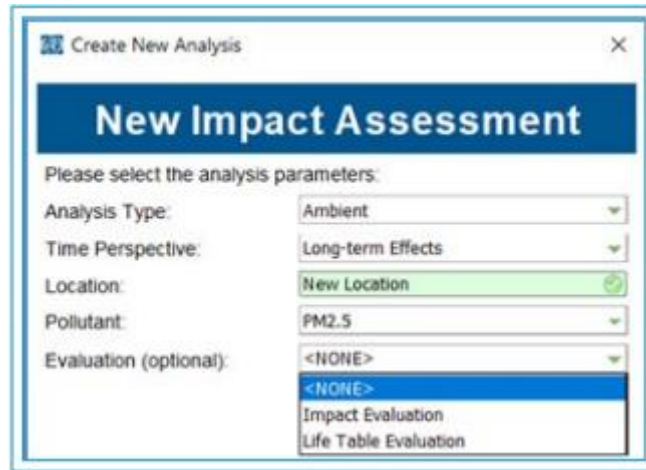 Create New Analysis
New Impact Assessment
Please select the analysis parameters:
Analysis Type: Ambient
Time Perspective: Long-term Effects
Location: New Location
Pollutant: PM2.5
Evaluation (optional): <NONE>
<NONE>
Impact Evaluation
Life Table Evaluation